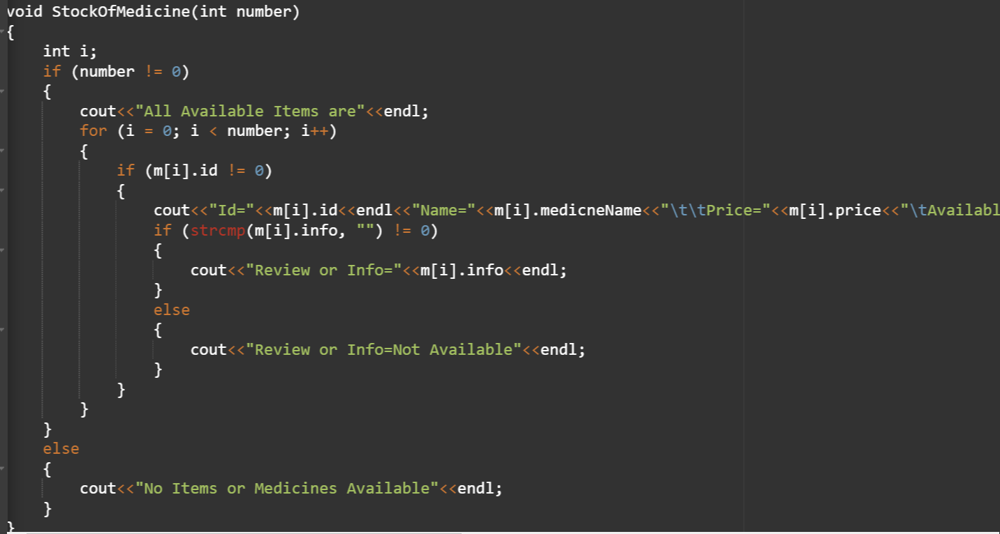 void StockOfMedicine(int number)
{
    int i;
    if (number != 0)
    {
        cout<<"All Available Items are"<<endl;
        for (i = 0; i < number; i++)
        {
            if (m[i].id != 0)
            {
                cout<<"Id="<<m[i].id<<endl<<"Name="<<m[i].medicneName<<"\t\tPrice="<<m[i].price<<"\tAvailabl
                if (strcmp(m[i].info, "") != 0)
                {
                    cout<<"Review or Info="<<m[i].info<<endl;
                }
                else
                {
                    cout<<"Review or Info=Not Available"<<endl;
                }
            }
        }
    }
    else
    {
        cout<<"No Items or Medicines Available"<<endl;
    }
}